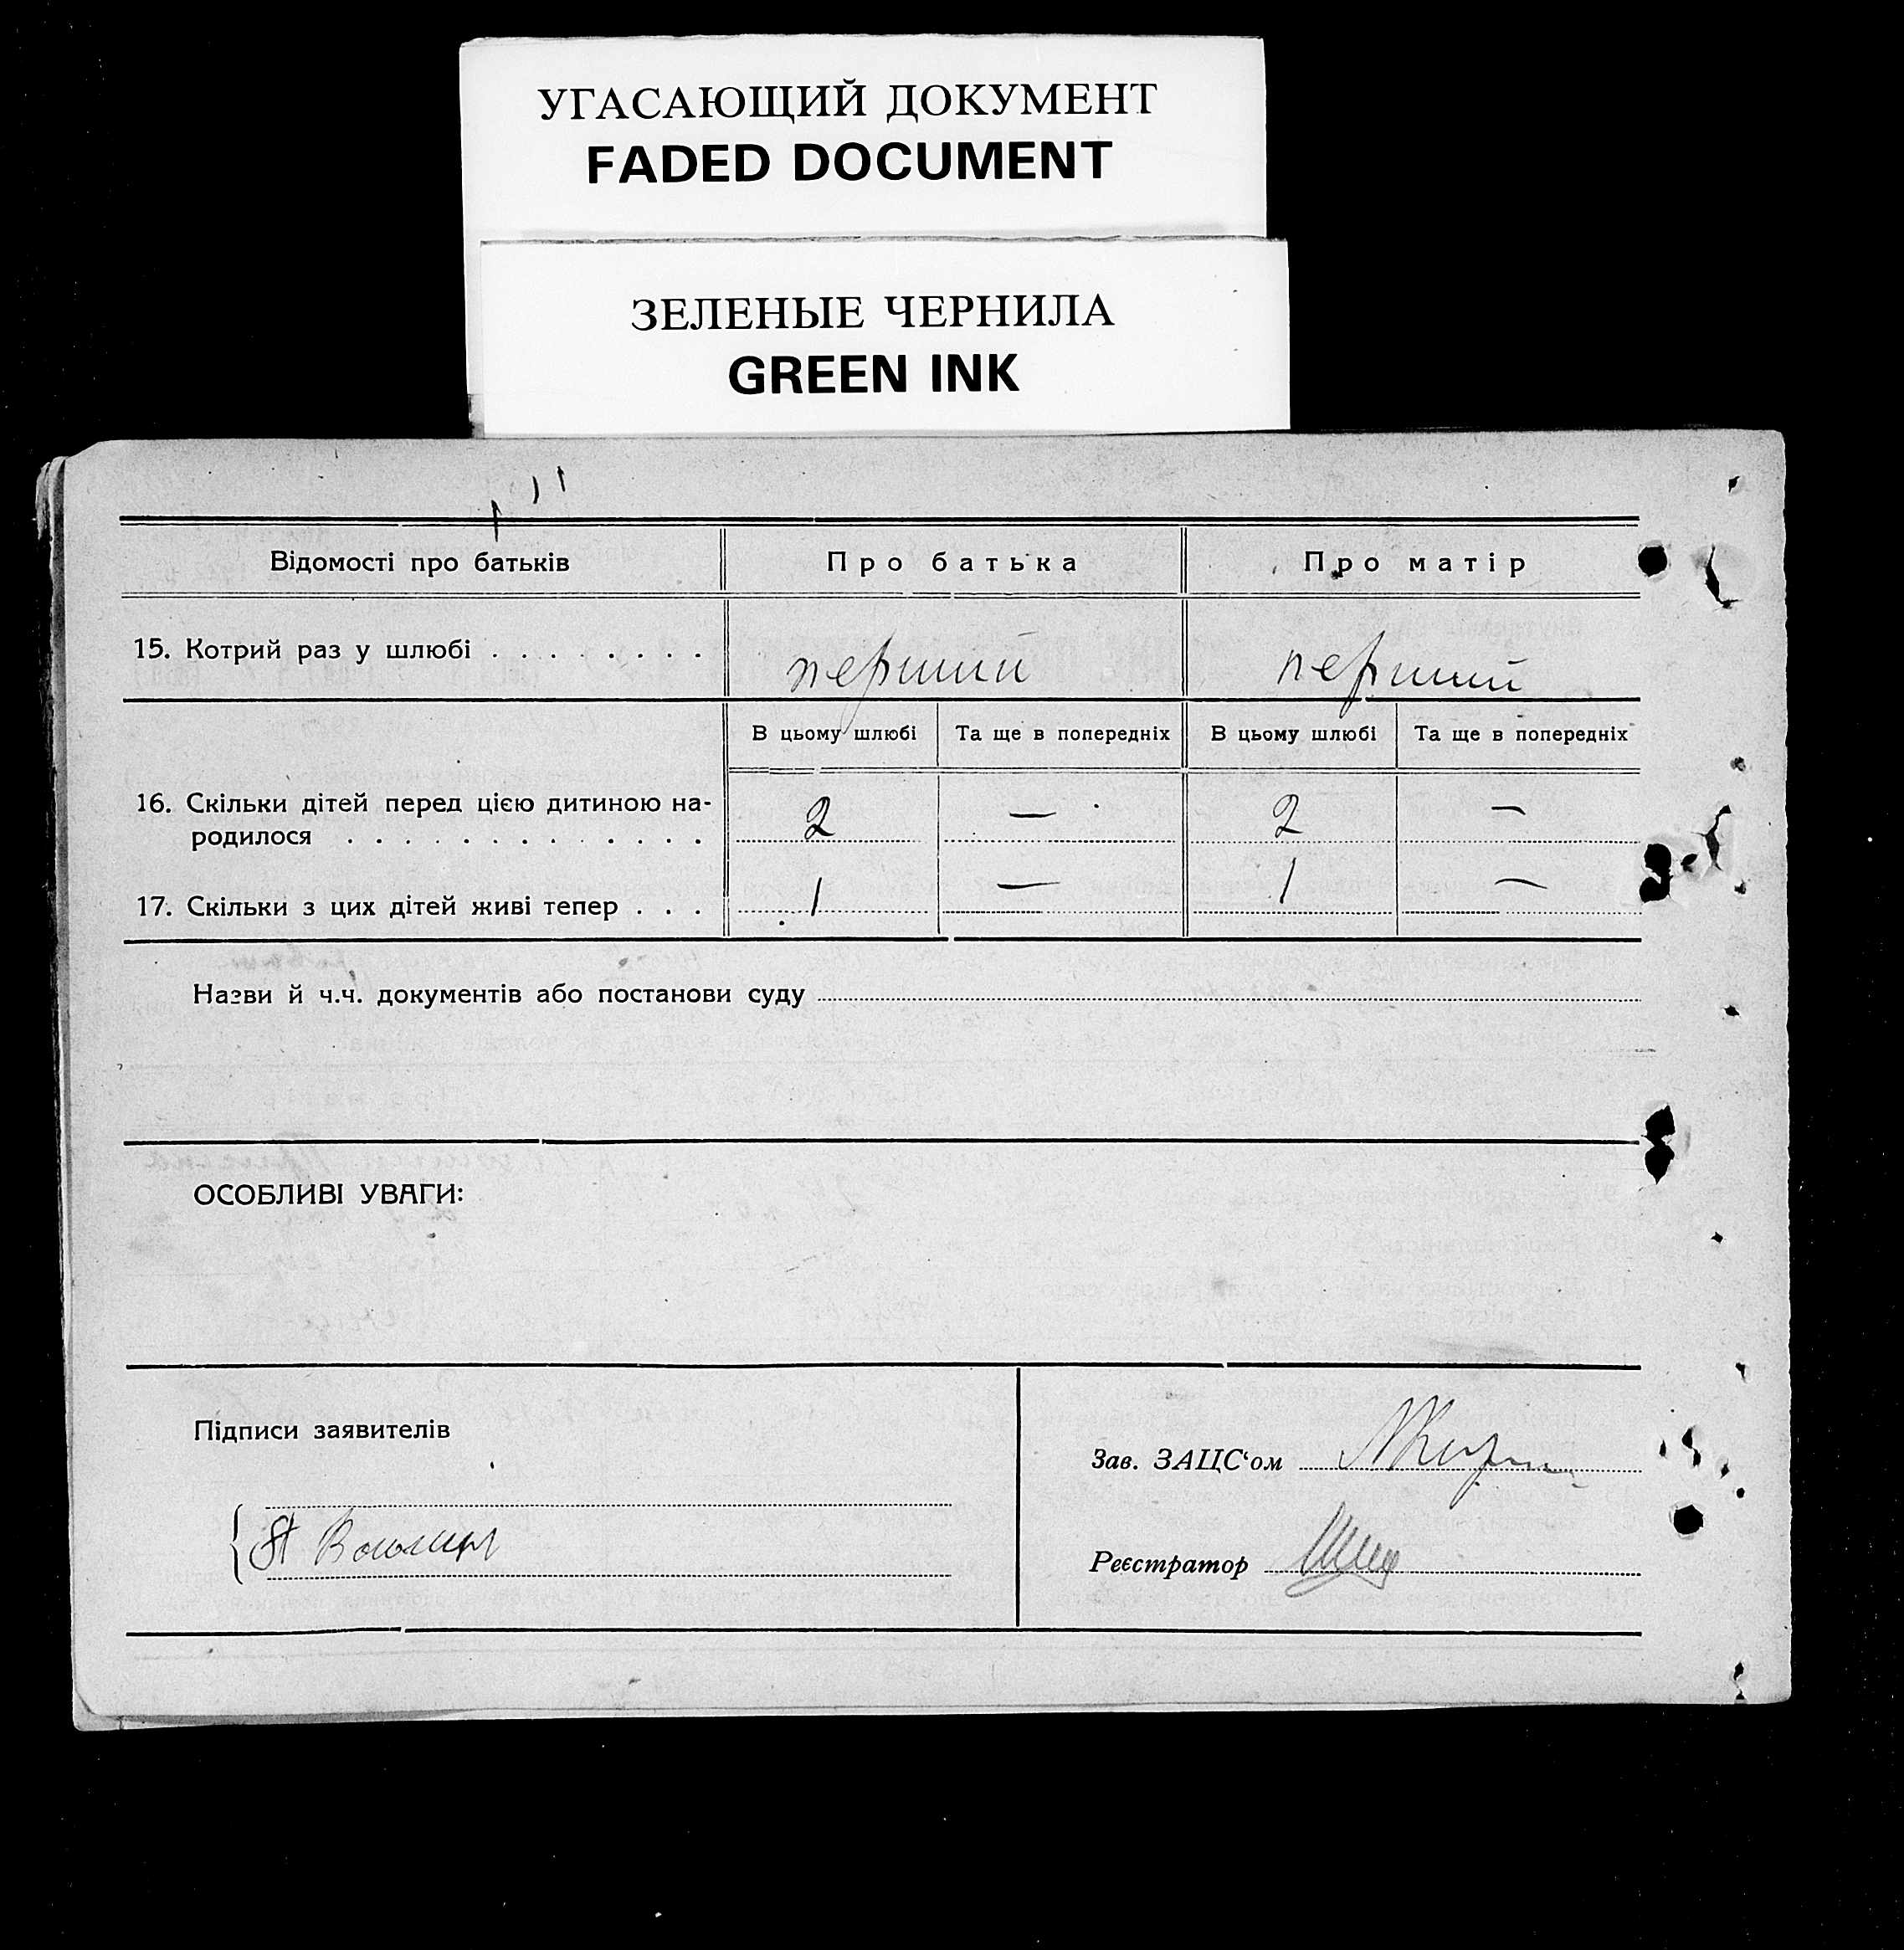 УГАСАЮЩИЙ ДОКУМЕНТ
FADED DOCUMENT
ЗЕЛЕНЫЕ ЧЕРНИЛА
GREEN INK
Відомості про батьків Про батька Про матір
15. Котрий раз у шлюбі . . . . . . . . перший перший
В цьому шлюбі Та ще в попередніх В цьому шлюбі Та ще в попередніх
16. Скільки дітей перед цією дитиною на-
родилося . . . . . . . . . . . . . 2 — 2 —
17. Скільки з цих дітей живі тепер . . . 1 — 1 —
Назви й ч.ч. документів або постанови суду
ОСОБЛИВІ УВАГИ:
Підписи заявителів
Зав. ЗАЦС‘ом
Реєстратор